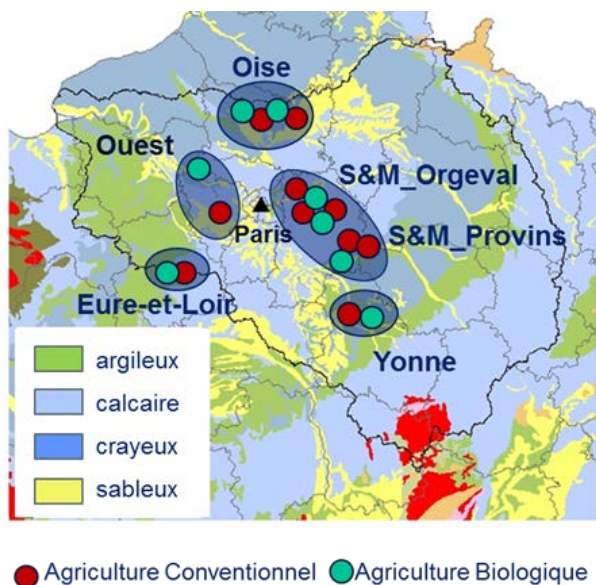 Oise
Ouest
S&M_Orgeval
Paris
S&M_Provins
Eure-et-Loir
Yonne
argileux
calcaire
crayeux
sableux
Agriculture Conventionnel Agriculture Biologique